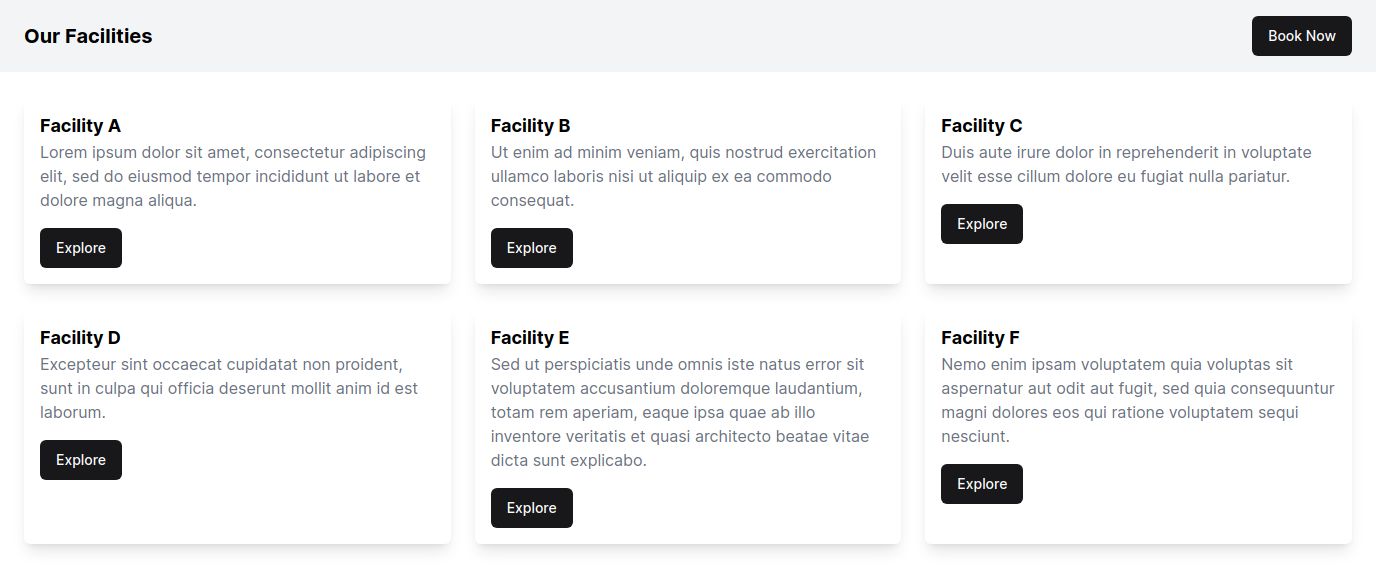 Our Facilities
Book Now
Facility A
Lorem ipsum dolor sit amet, consectetur adipiscing
elit, sed do eiusmod tempor incididunt ut labore et
dolore magna aliqua.
Explore
Facility B
Ut enim ad minim veniam, quis nostrud exercitation
ullamco laboris nisi ut aliquip ex ea commodo
consequat.
Explore
Facility C
Duis aute irure dolor in reprehenderit in voluptate
velit esse cillum dolore eu fugiat nulla pariatur.
Explore
Facility D
Excepteur sint occaecat cupidatat non proident,
sunt in culpa qui officia deserunt mollit anim id est
laborum.
Explore
Facility E
Sed ut perspiciatis unde omnis iste natus error sit
voluptatem accusantium doloremque laudantium,
totam rem aperiam, eaque ipsa quae ab illo
inventore veritatis et quasi architecto beatae vitae
dicta sunt explicabo.
Explore
Facility F
Nemo enim ipsam voluptatem quia voluptas sit
aspernatur aut odit aut fugit, sed quia consequuntur
magni dolores eos qui ratione voluptatem sequi
nesciunt.
Explore